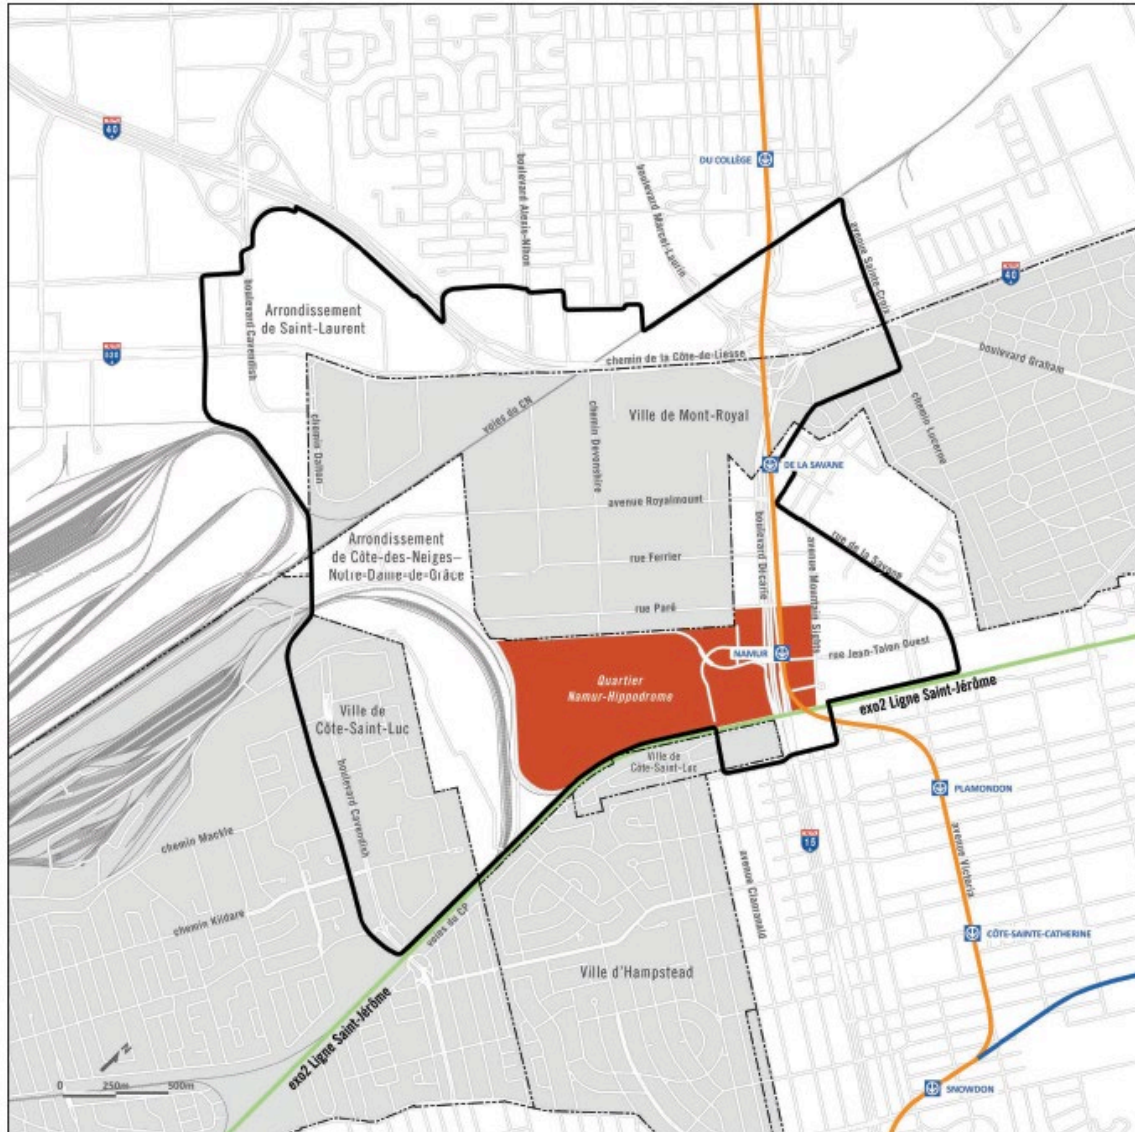 40
DU COLLÈGE
boulevard Alexis-Nihon
boulevard Marcel-Laurin
avenue Sainte-Croix
40
boulevard Cavendish
Arrondissement
de Saint-Laurent
520
chemin de la Côte-de-Liesse
boulevard Graham
voies du CN
chemin Dalton
chemin Devonshire
Ville de Mont-Royal
chemin Lucerne
DE LA SAVANE
avenue Royalmount
boulevard Décarie
Arrondissement
de Côte-des-Neiges–
Notre-Dame-de-Grâce
rue Ferrier
avenue Mountain Sights
rue de la Savane
rue Paré
NAMUR
rue Jean-Talon Ouest
Quartier
Namur-Hippodrome
exo2 Ligne Saint-Jérôme
Ville de
Côte-Saint-Luc
Ville de
Côte-Saint-Luc
boulevard Cavendish
PLAMONDON
chemin Mackle
15
avenue Victoria
avenue Clanranald
chemin Kildare
voies du CP
CÔTE-SAINTE-CATHERINE
Ville d'Hampstead
exo2 Ligne Saint-Jérôme
N
0 250m 500m
SNOWDON